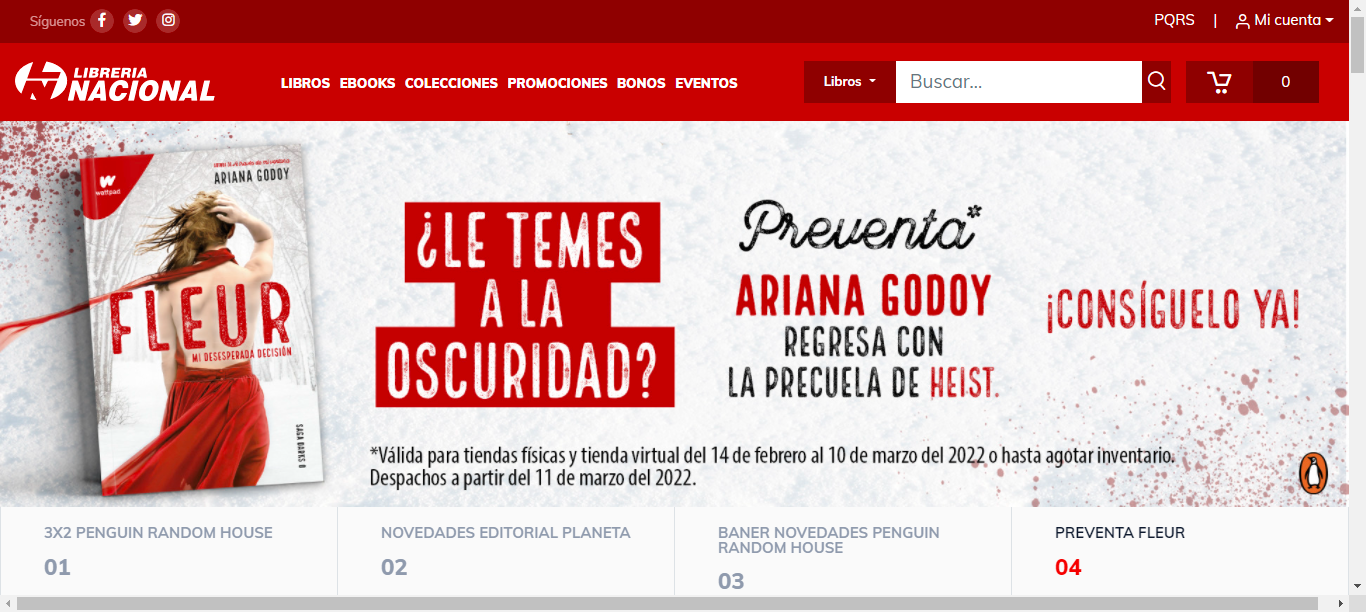 Síguenos
PQRS | Mi cuenta
LIBRERIA
NACIONAL
LIBROS EBOOKS COLECCIONES PROMOCIONES BONOS EVENTOS
Libros
Buscar...
0
wattpad
ARIANA GODOY
FLEUR
MI DESESPERADA DECISIÓN
¿LE TEMES
A LA
OSCURIDAD?
Preventa*
ARIANA GODOY
REGRESA CON
LA PRECUELA DE HEIST.
¡CONSÍGUELO YA!
*Válida para tiendas físicas y tienda virtual del 14 de febrero al 10 de marzo del 2022 o hasta agotar inventario.
Despachos a partir del 11 de marzo del 2022.
3X2 PENGUIN RANDOM HOUSE
01
NOVEDADES EDITORIAL PLANETA
02
BANER NOVEDADES PENGUIN
RANDOM HOUSE
03
PREVENTA FLEUR
04